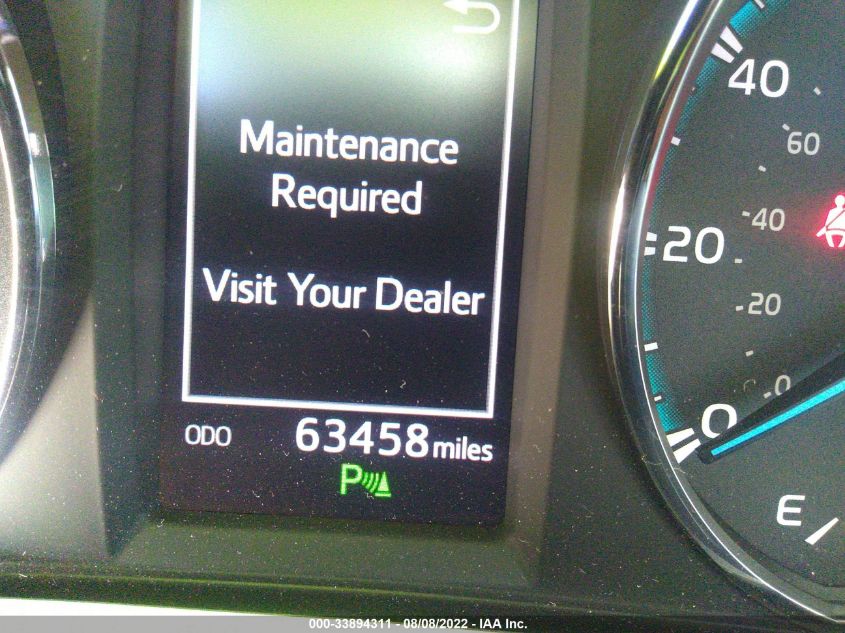 Maintenance
Required
Visit Your Dealer
ODO 63458 miles
P
40
60
40
20
20
0
0
E
000-33894311 - 08/08/2022 - IAA Inc.